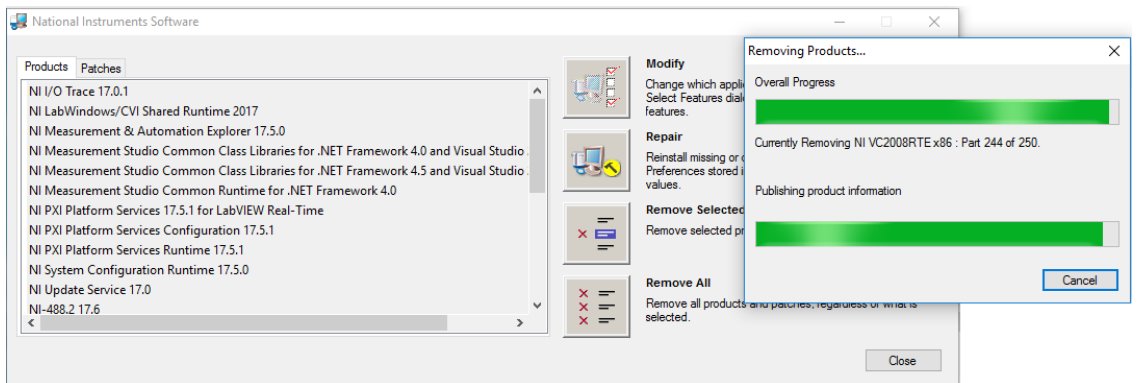 National Instruments Software
Products Patches
NI I/O Trace 17.0.1
NI LabWindows/CVI Shared Runtime 2017
NI Measurement & Automation Explorer 17.5.0
NI Measurement Studio Common Class Libraries for .NET Framework 4.0 and Visual Studio
NI Measurement Studio Common Class Libraries for .NET Framework 4.5 and Visual Studio
NI Measurement Studio Common Runtime for .NET Framework 4.0
NI PXI Platform Services 17.5.1 for LabVIEW Real-Time
NI PXI Platform Services Configuration 17.5.1
NI PXI Platform Services Runtime 17.5.1
NI System Configuration Runtime 17.5.0
NI Update Service 17.0
NI-488.2 17.6
Modify
Change which appli
Select Features dial
features.
Repair
Reinstall missing or
Preferences stored i
values.
Remove Selected
Remove selected pr
Remove All
Remove all products and patches, regardless of what is
selected.
Close
Removing Products...
Overall Progress
Currently Removing NI VC2008RTE x86 : Part 244 of 250.
Publishing product information
Cancel